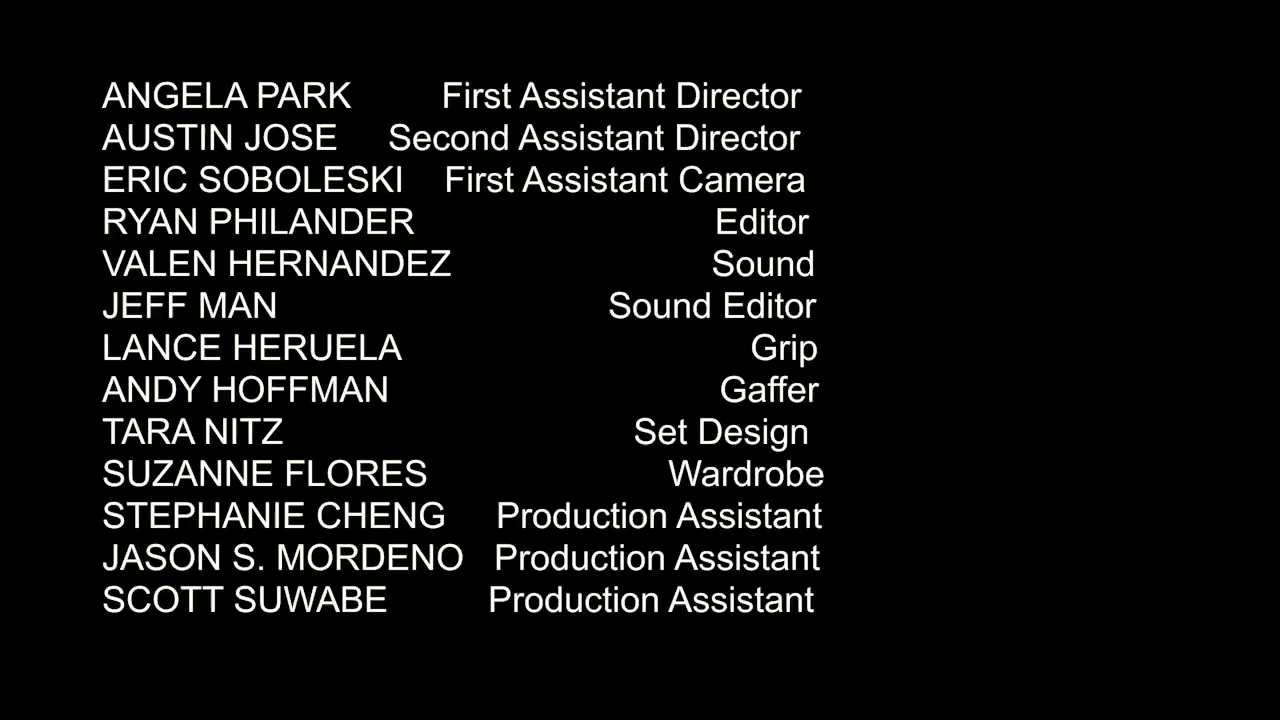 ANGELA PARK First Assistant Director
AUSTIN JOSE Second Assistant Director
ERIC SOBOLESKI First Assistant Camera
RYAN PHILANDER Editor
VALEN HERNANDEZ Sound
JEFF MAN Sound Editor
LANCE HERUELA Grip
ANDY HOFFMAN Gaffer
TARA NITZ Set Design
SUZANNE FLORES Wardrobe
STEPHANIE CHENG Production Assistant
JASON S. MORDENO Production Assistant
SCOTT SUWABE Production Assistant